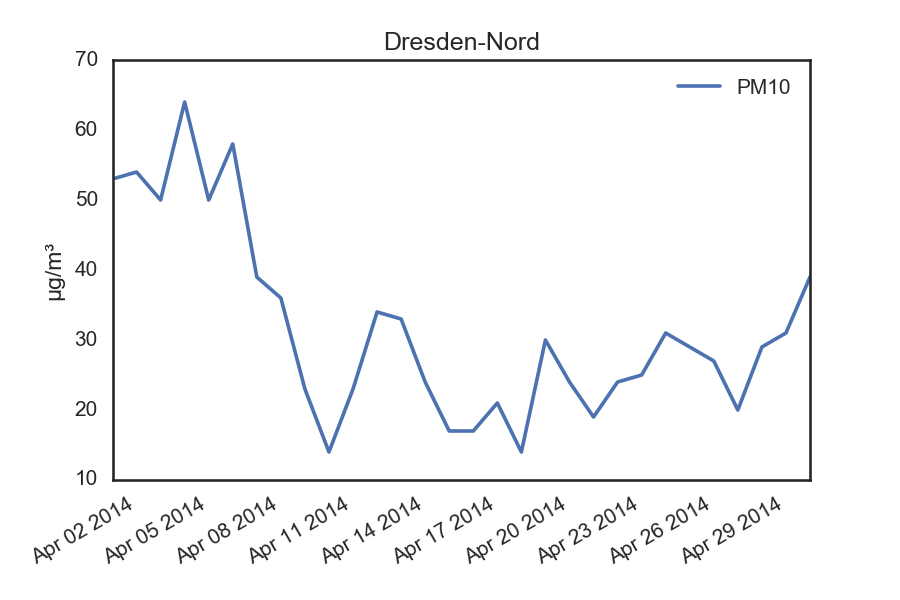 Dresden-Nord
70
60
50
40
30
20
10
µg/m³
PM10
Apr 02 2014
Apr 05 2014
Apr 08 2014
Apr 11 2014
Apr 14 2014
Apr 17 2014
Apr 20 2014
Apr 23 2014
Apr 26 2014
Apr 29 2014